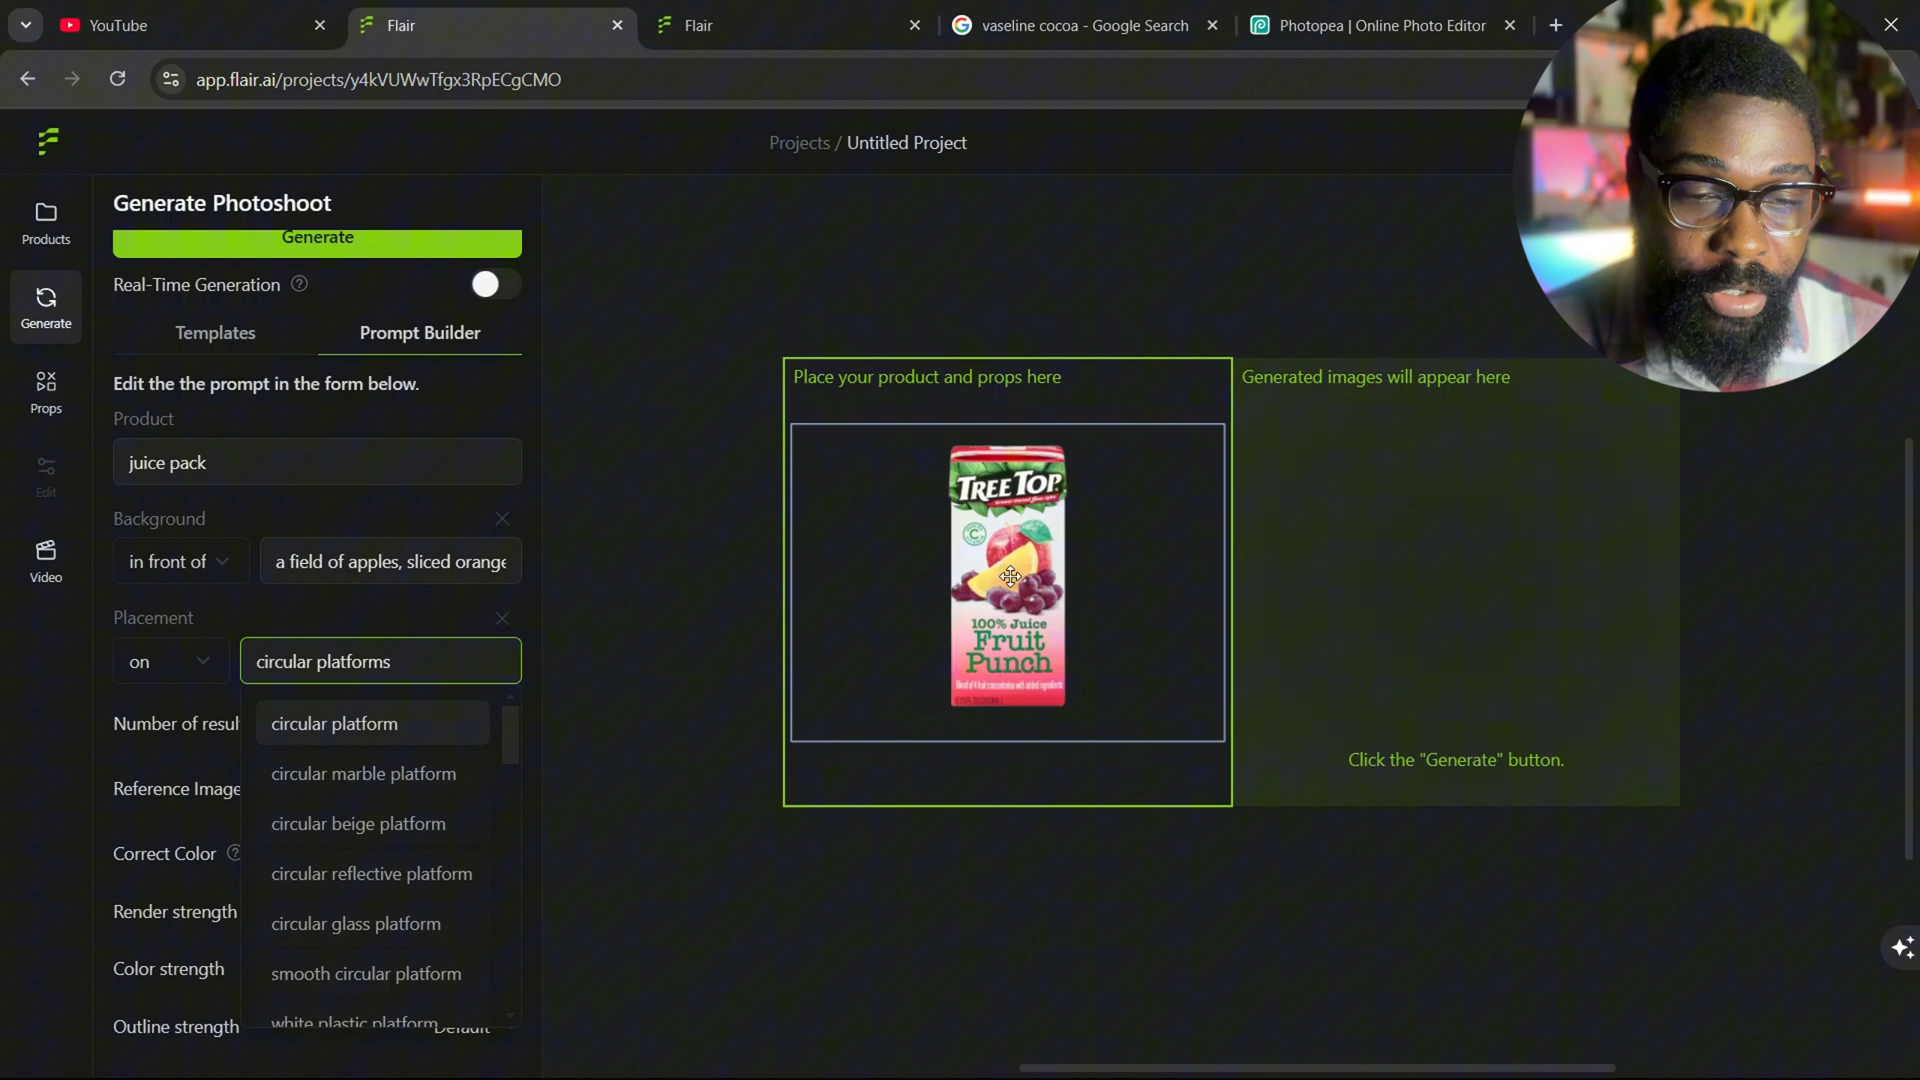 YouTube
Flair
Flair
vaseline cocoa - Google Search
Photopea | Online Photo Editor
app.flair.ai/projects/y4kVUWwTfgx3RpECgCMO
Projects / Untitled Project
Products
Generate
Props
Edit
Video
Generate Photoshoot
Generate
Real-Time Generation
Templates
Prompt Builder
Edit the the prompt in the form below.
Product
juice pack
Background
in front of
a field of apples, sliced orange
Placement
on
circular platforms
circular platform
circular marble platform
circular beige platform
circular reflective platform
circular glass platform
smooth circular platform
white plastic platform
Number of resul
Reference Image
Correct Color
Render strength
Color strength
Outline strength
Default
Place your product and props here
TREE TOP
C
100% Juice
Fruit
Punch
Generated images will appear here
Click the "Generate" button.